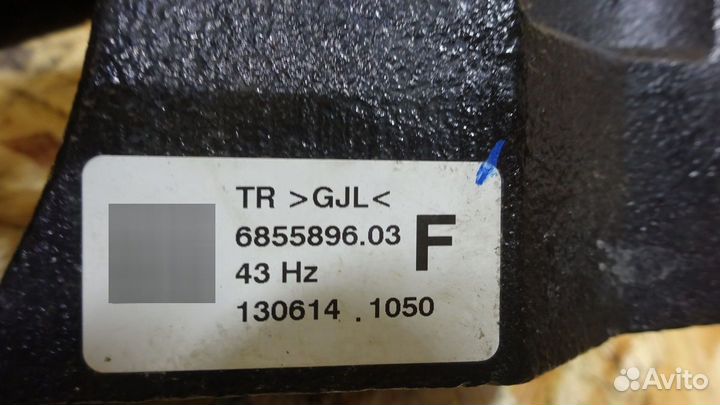 TR >GJL<
6855896.03
F
43 Hz
130614 . 1050
Avito